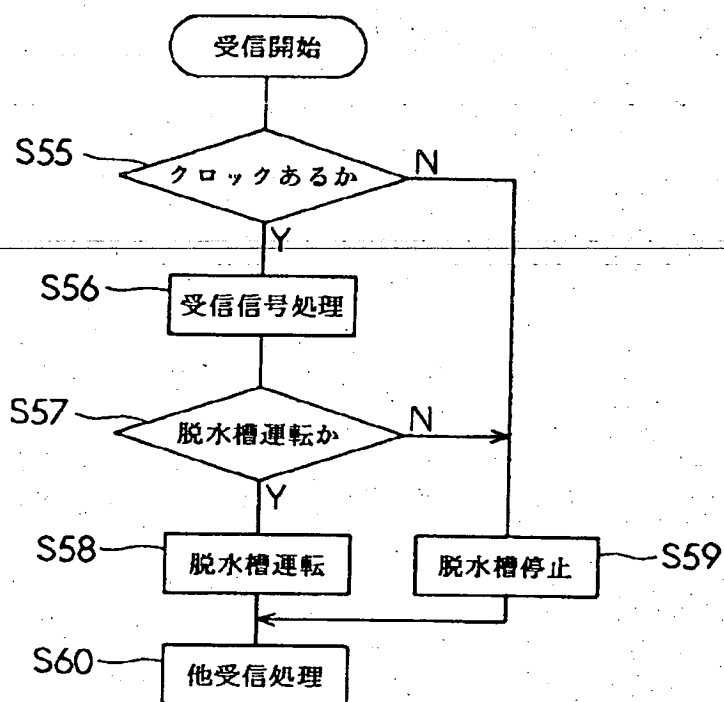 受信開始
S55
クロックあるか
N
Y
S56
受信信号処理
S57
脱水槽運転か
N
Y
S58
脱水槽運転
脱水槽停止
S59
S60
他受信処理